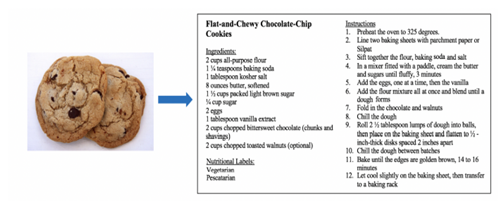 Flat-and-Chewy Chocolate-Chip
Cookies
Ingredients:
2 cups all-purpose flour
1 ¼ teaspoons baking soda
1 tablespoon kosher salt
8 ounces butter, softened
1 ½ cups packed light brown sugar
¼ cup sugar
2 eggs
1 tablespoon vanilla extract
2 cups chopped bittersweet chocolate (chunks and
shavings)
2 cups chopped toasted walnuts (optional)
Nutritional Labels:
Vegetarian
Pescatarian
Instructions
1. Preheat the oven to 325 degrees.
2. Line two baking sheets with parchment paper or
Silpat
3. Sift together the flour, baking soda and salt
4. In a mixer fitted with a paddle, cream the butter
and sugars until fluffy, 3 minutes
5. Add the eggs, one at a time, then the vanilla
6. Add the flour mixture all at once and blend until a
dough forms
7. Fold in the chocolate and walnuts
8. Chill the dough
9. Roll 2 ½ tablespoon lumps of dough into balls,
then place on the baking sheet and flatten to ½ -
inch-thick disks spaced 2 inches apart
10. Chill the dough between batches
11. Bake until the edges are golden brown, 14 to 16
minutes
12. Let cool slightly on the baking sheet, then transfer
to a baking rack